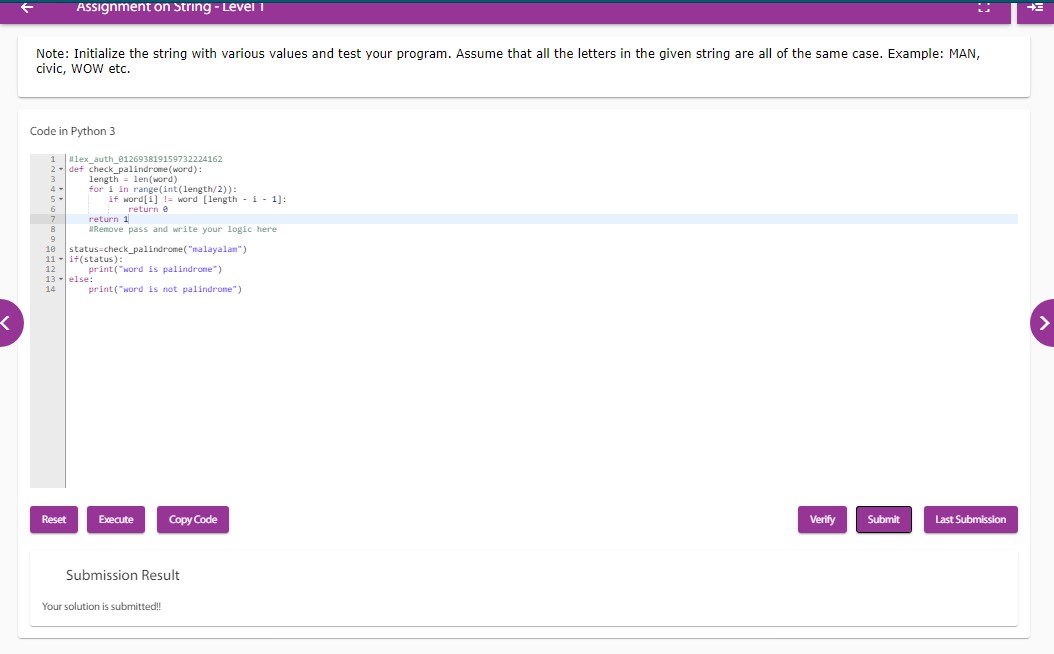 Assignment on String - Level 1
Note: Initialize the string with various values and test your program. Assume that all the letters in the given string are all of the same case. Example: MAN,
civic, WOW etc.
Code in Python 3
1 #lex_auth_012693819159732224162
2 def check_palindrome(word):
3     length = len(word)
4     for i in range(int(length/2)):
5         if word[i] != word [length - i - 1]:
6             return 0
7     return 1
8     #Remove pass and write your logic here
9
10 status=check_palindrome("malayalam")
11 if(status):
12     print("word is palindrome")
13 else:
14     print("word is not palindrome")
Reset Execute Copy Code Verify Submit Last Submission
Submission Result
Your solution is submitted!!